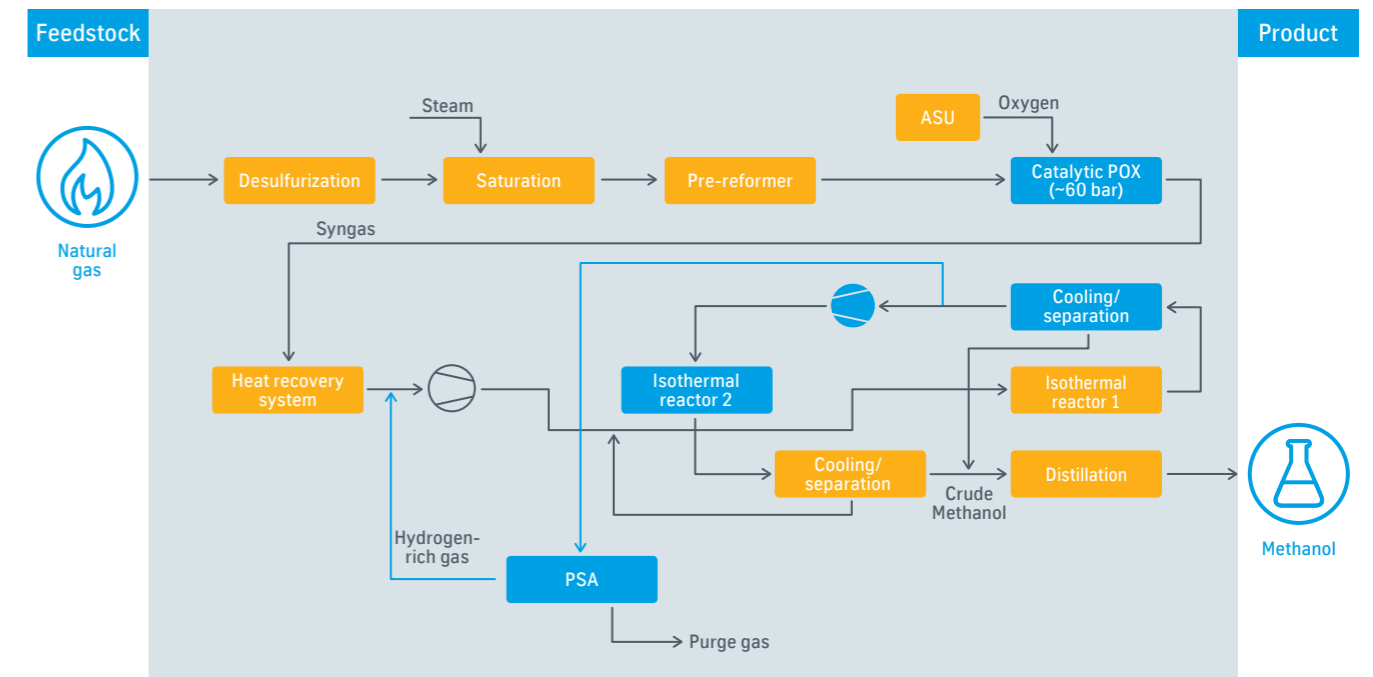 Feedstock
Product
Steam
ASU
Oxygen
Desulfurization
Saturation
Pre-reformer
Catalytic POX
(~60 bar)
Natural
gas
Syngas
Cooling/
separation
Heat recovery
system
Isothermal
reactor 2
Isothermal
reactor 1
Cooling/
separation
Distillation
Crude
Methanol
Hydrogen-
rich gas
Methanol
PSA
Purge gas